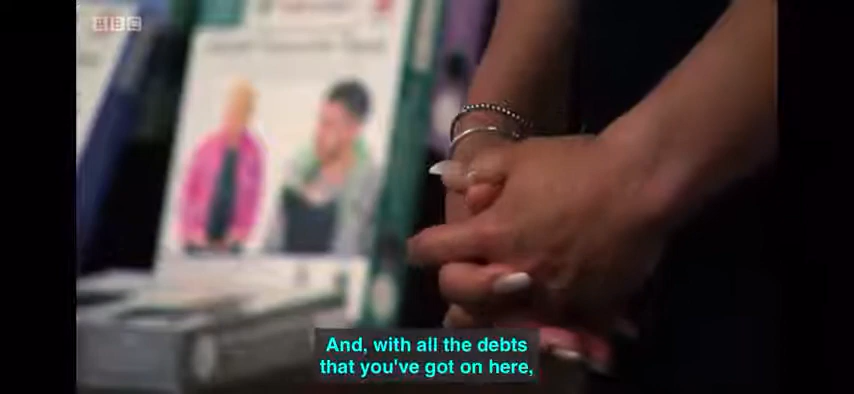 BBC
And, with all the debts
that you've got on here,